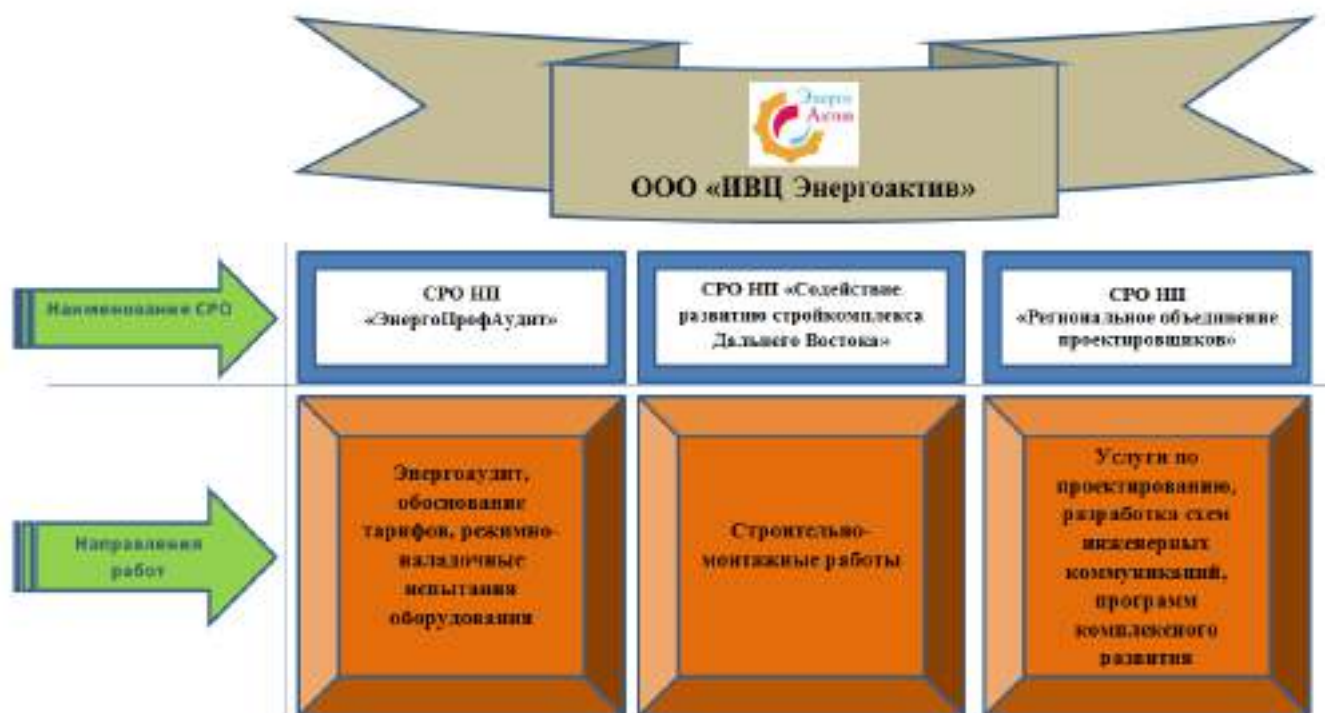 Энерго
Актив
ООО «ИВЦ Энергоактив»
Наименования СРО
СРО НП
«ЭнергоПрофАудит»
СРО НП «Содействие
развитию стройкомплекса
Дальнего Востока»
СРО НП
«Региональное объединение
проектировщиков»
Направления
работ
Энергоаудит,
обоснование
тарифов, режимно-
наладочные
испытания
оборудования
Строительно-
монтажные работы
Услуги по
проектированию,
разработка схем
инженерных
коммуникаций,
программ
комплексного
развития